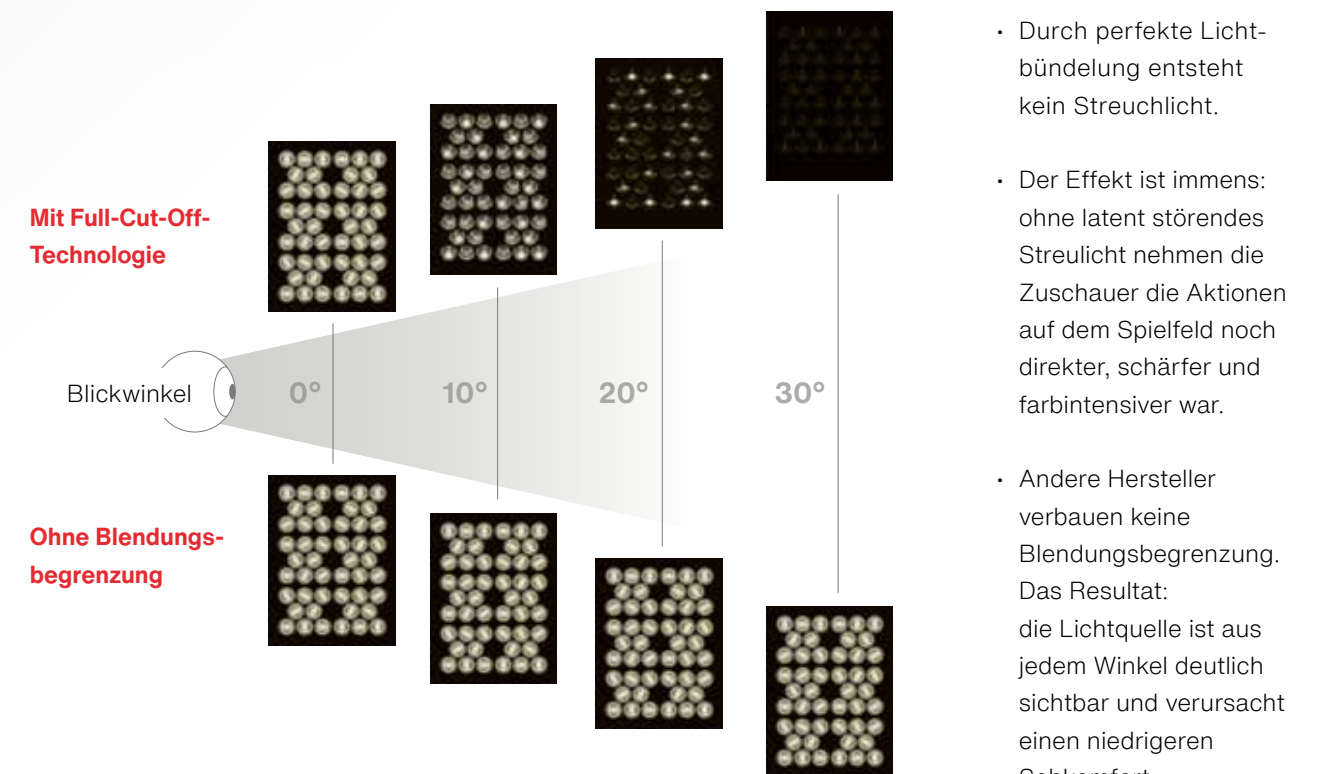 Mit Full-Cut-Off-
Technologie
Blickwinkel
0°
10°
20°
30°
Ohne Blendungs-
begrenzung
• Durch perfekte Licht-
bündelung entsteht
kein Streuchlicht.
• Der Effekt ist immens:
ohne latent störendes
Streulicht nehmen die
Zuschauer die Aktionen
auf dem Spielfeld noch
direkter, schärfer und
farbintensiver war.
• Andere Hersteller
verbauen keine
Blendungsbegrenzung.
Das Resultat:
die Lichtquelle ist aus
jedem Winkel deutlich
sichtbar und verursacht
einen niedrigeren